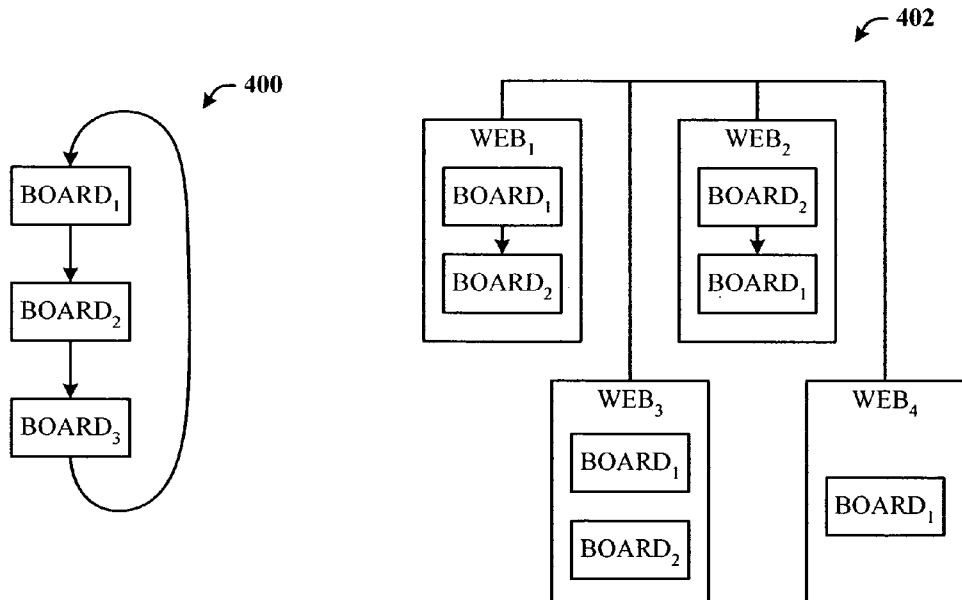 400
BOARD₁
BOARD₂
BOARD₃
402
WEB₁
BOARD₁
BOARD₂
WEB₂
BOARD₂
BOARD₁
WEB₃
BOARD₁
BOARD₂
WEB₄
BOARD₁